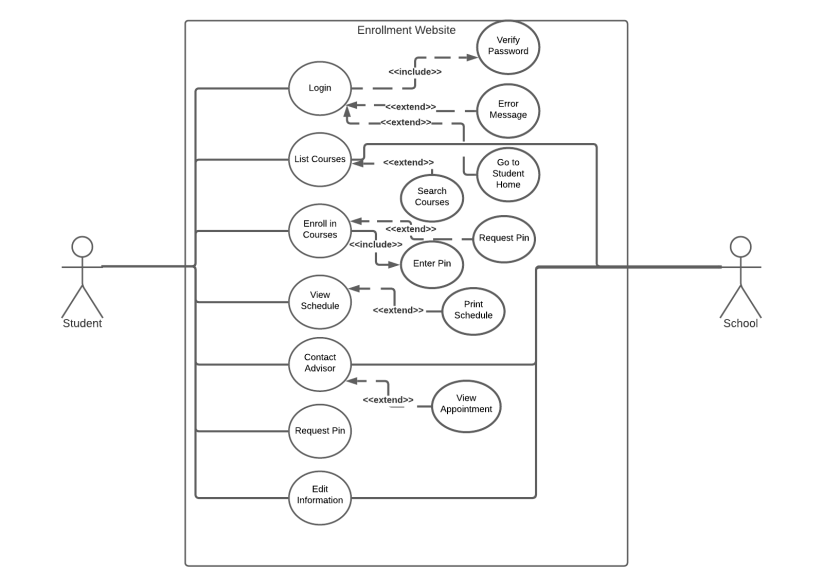 Enrollment Website
Verify
Password
<<include>>
Login
Error
Message
<<extend>>
<<extend>>
List Courses
<<extend>>
Go to
Student
Home
Search
Courses
Enroll in
Courses
<<extend>>
Request Pin
<<include>>
Enter Pin
View
Schedule
<<extend>>
Print
Schedule
Student
School
Contact
Advisor
<<extend>>
View
Appointment
Request Pin
Edit
Information